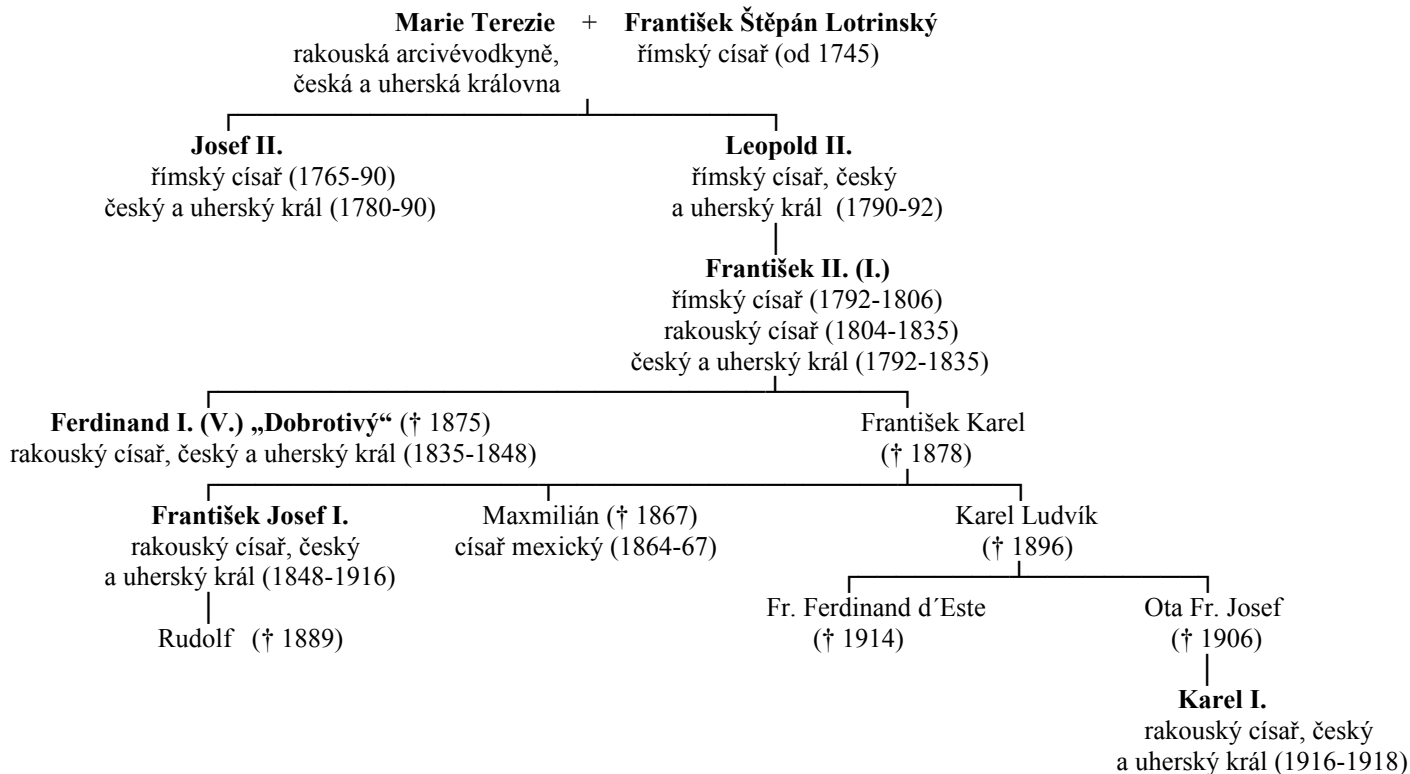 Marie Terezie + František Štěpán Lotrinský
rakouská arcivévodkyně, římský císař (od 1745)
česká a uherská královna
Josef II. Leopold II.
římský císař (1765-90) římský císař, český
český a uherský král (1780-90) a uherský král (1790-92)
František II. (I.)
římský císař (1792-1806)
rakouský císař (1804-1835)
český a uherský král (1792-1835)
Ferdinand I. (V.) „Dobrotivý“ († 1875) František Karel
rakouský císař, český a uherský král (1835-1848) († 1878)
František Josef I. Maxmilián († 1867) Karel Ludvík
rakouský císař, český císař mexický (1864-67) († 1896)
a uherský král (1848-1916)
Fr. Ferdinand d´Este Ota Fr. Josef
Rudolf († 1889) († 1914) († 1906)
Karel I.
rakouský císař, český
a uherský král (1916-1918)